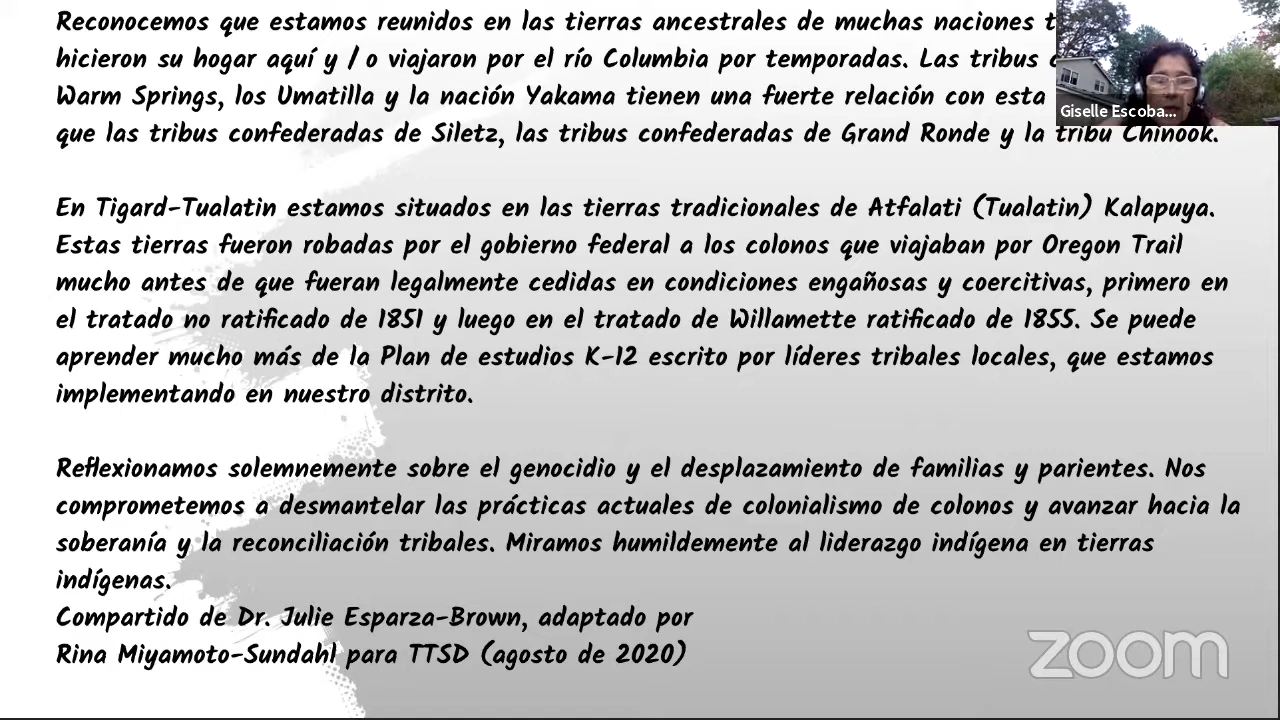 Reconocemos que estamos reunidos en las tierras ancestrales de muchas naciones
hicieron su hogar aquí y / o viajaron por el río Columbia por temporadas. Las tribus
Warm Springs, los Umatilla y la nación Yakama tienen una fuerte relación con esta
que las tribus confederadas de Siletz, las tribus confederadas de Grand Ronde y la tribu Chinook.
Giselle Escoba...
En Tigard-Tualatin estamos situados en las tierras tradicionales de Atfalati (Tualatin) Kalapuya.
Estas tierras fueron robadas por el gobierno federal a los colonos que viajaban por Oregon Trail
mucho antes de que fueran legalmente cedidas en condiciones engañosas y coercitivas, primero en
el tratado no ratificado de 1851 y luego en el tratado de Willamette ratificado de 1855. Se puede
aprender mucho más de la Plan de estudios K-12 escrito por líderes tribales locales, que estamos
implementando en nuestro distrito.
Reflexionamos solemnemente sobre el genocidio y el desplazamiento de familias y parientes. Nos
comprometemos a desmantelar las prácticas actuales de colonialismo de colonos y avanzar hacia la
soberanía y la reconciliación tribales. Miramos humildemente al liderazgo indígena en tierras
indígenas.
Compartido de Dr. Julie Esparza-Brown, adaptado por
Rina Miyamoto-Sundahl para TTSD (agosto de 2020)
zoom